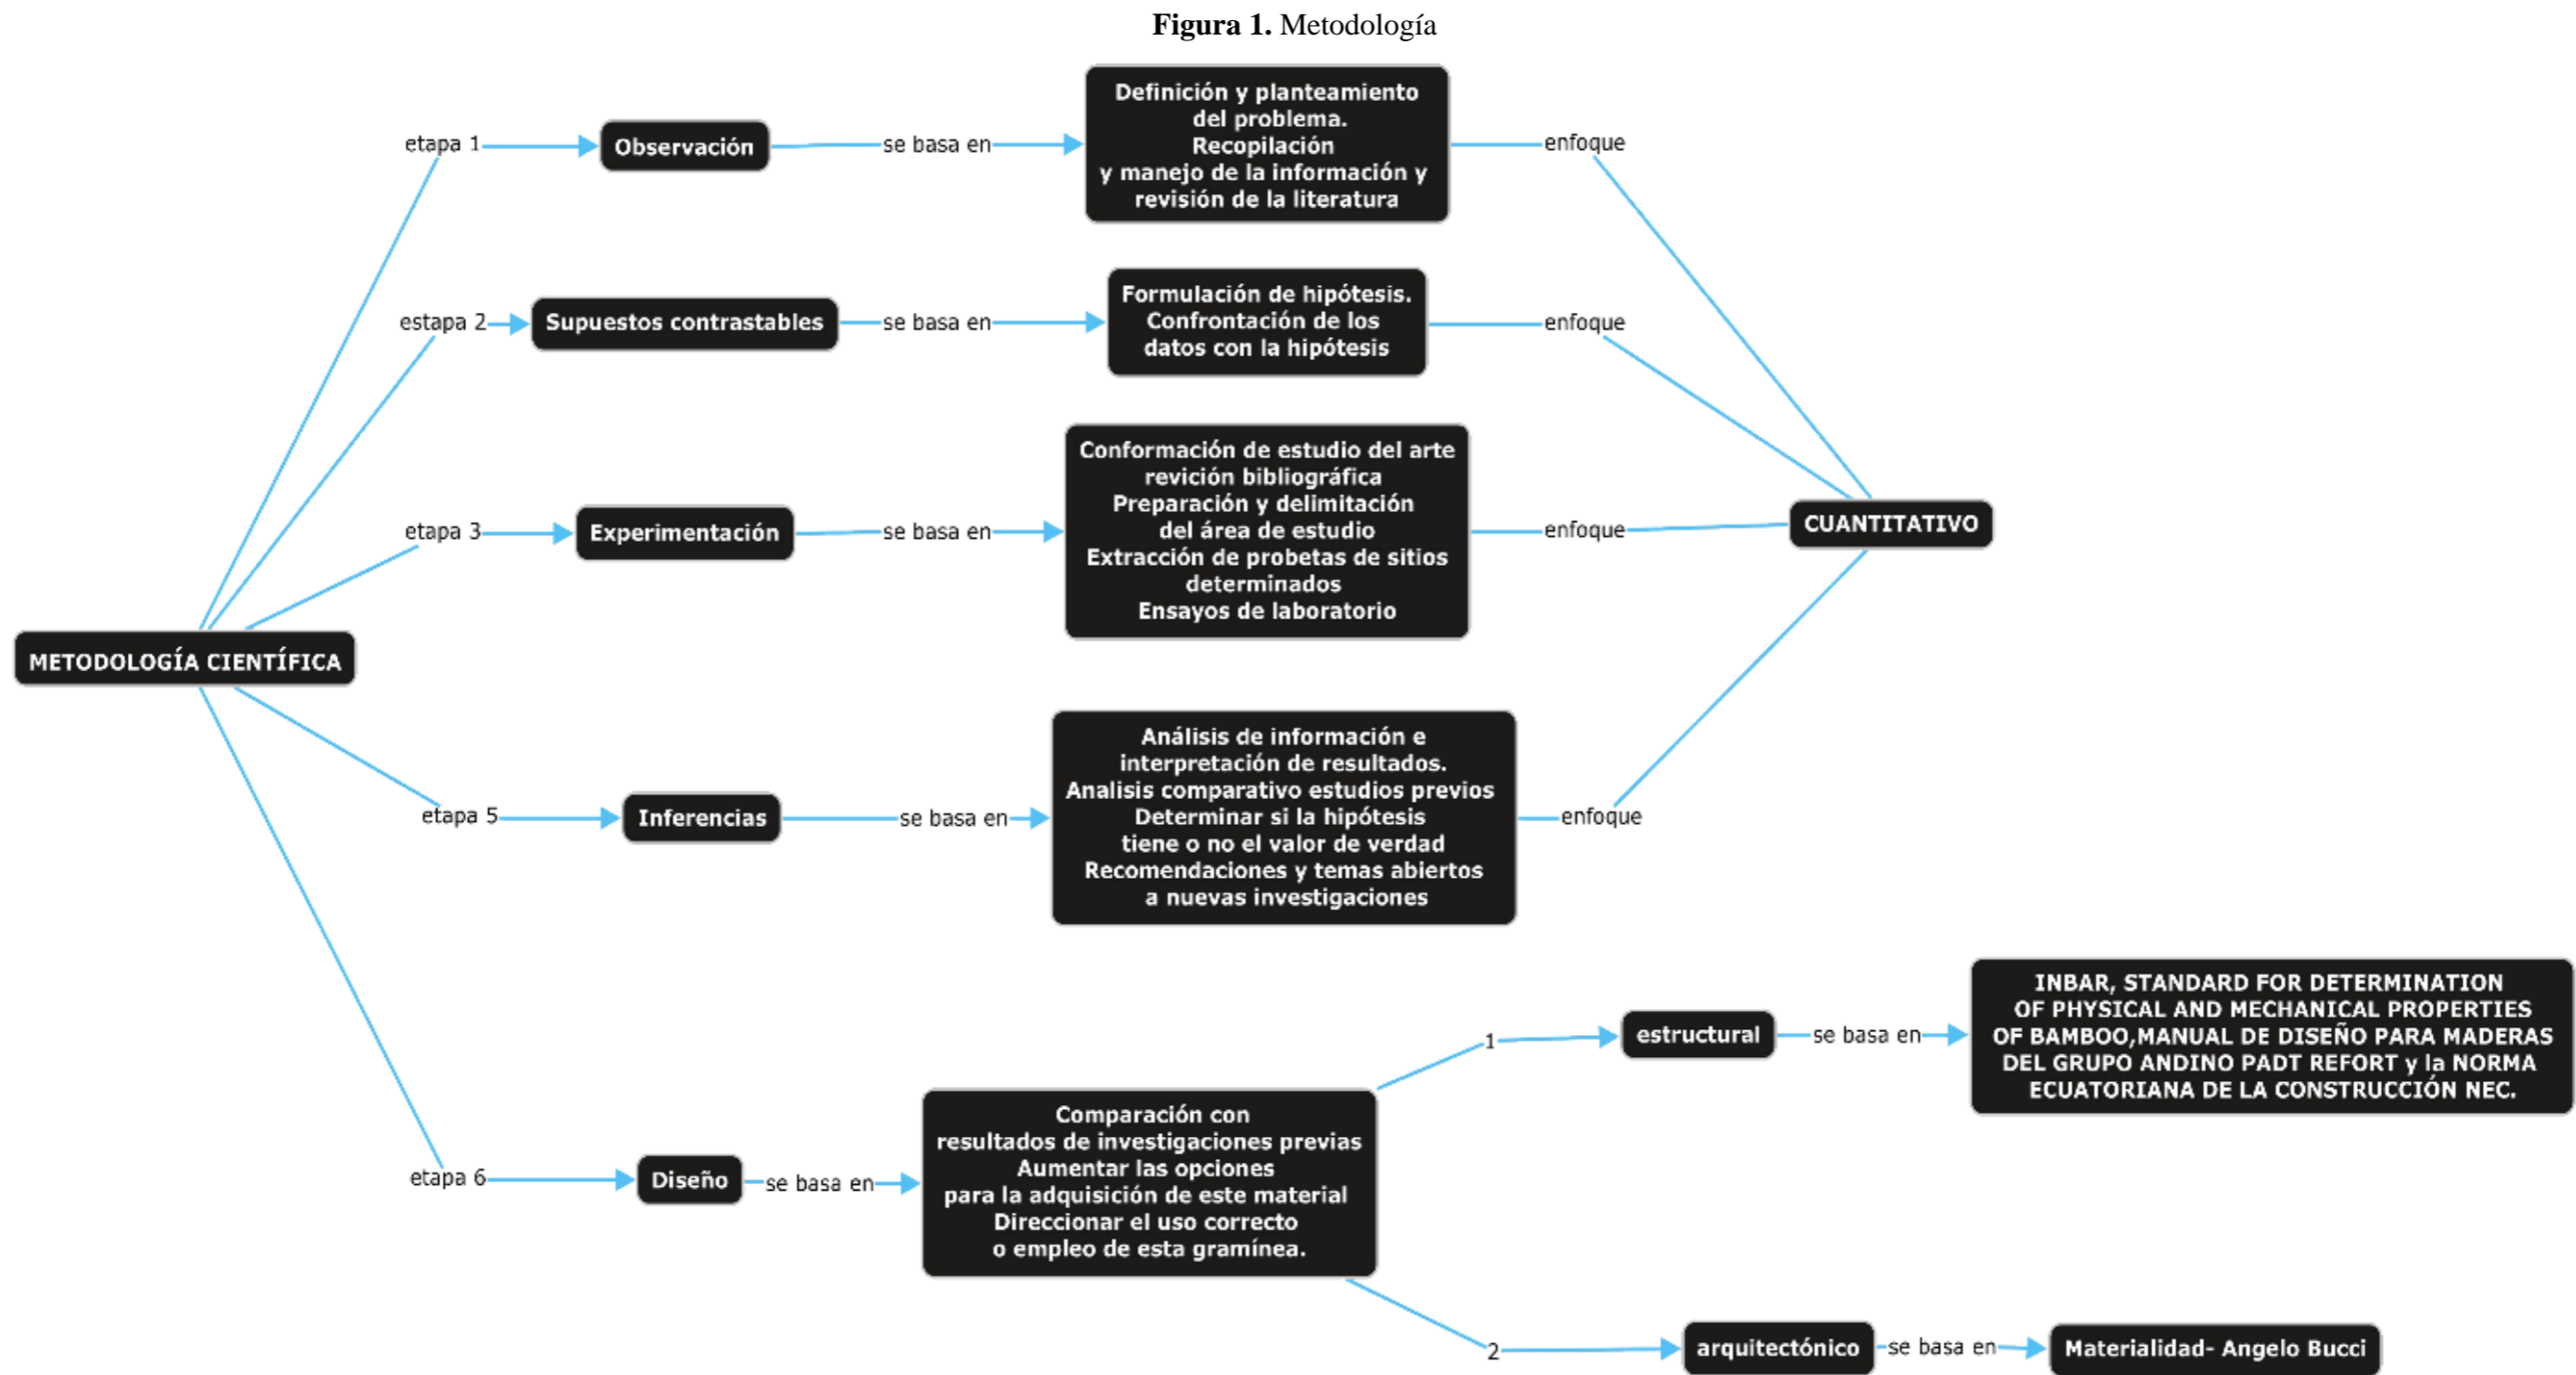 Figura 1. Metodología
METODOLOGÍA CIENTÍFICA
etapa 1
Observación
se basa en
Definición y planteamiento
del problema.
Recopilación
y manejo de la información y
revisión de la literatura
enfoque
estapa 2
Supuestos contrastables
se basa en
Formulación de hipótesis.
Confrontación de los
datos con la hipótesis
enfoque
etapa 3
Experimentación
se basa en
Conformación de estudio del arte
revición bibliográfica
Preparación y delimitación
del área de estudio
Extracción de probetas de sitios
determinados
Ensayos de laboratorio
enfoque
CUANTITATIVO
etapa 5
Inferencias
se basa en
Análisis de información e
interpretación de resultados.
Analisis comparativo estudios previos
Determinar si la hipótesis
tiene o no el valor de verdad
Recomendaciones y temas abiertos
a nuevas investigaciones
enfoque
etapa 6
Diseño
se basa en
Comparación con
resultados de investigaciones previas
Aumentar las opciones
para la adquisición de este material
Direccionar el uso correcto
o empleo de esta gramínea.
1
estructural
se basa en
INBAR, STANDARD FOR DETERMINATION
OF PHYSICAL AND MECHANICAL PROPERTIES
OF BAMBOO,MANUAL DE DISEÑO PARA MADERAS
DEL GRUPO ANDINO PADT REFORT y la NORMA
ECUATORIANA DE LA CONSTRUCCIÓN NEC.
2
arquitectónico
se basa en
Materialidad- Angelo Bucci